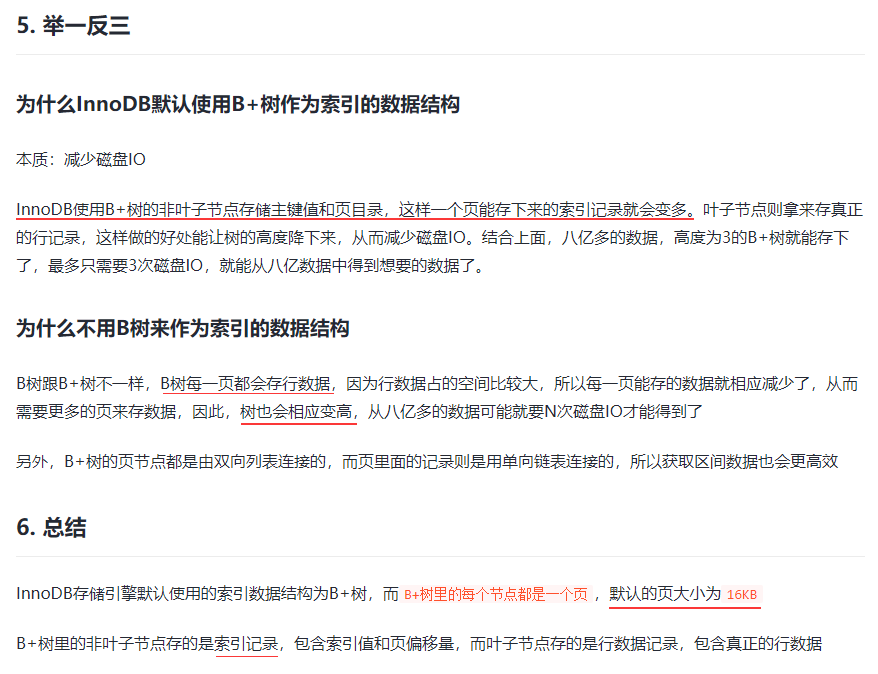 5. 举一反三
为什么InnoDB默认使用B+树作为索引的数据结构
本质：减少磁盘IO
InnoDB使用B+树的非叶子节点存储主键值和页目录，这样一个页能存下来的索引记录就会变多。叶子节点则拿来存真正
的行记录，这样做的好处能让树的高度降下来，从而减少磁盘IO。结合上面，八亿多的数据，高度为3的B+树就能存下
了，最多只需要3次磁盘IO，就能从八亿数据中得到想要的数据了。
为什么不用B树来作为索引的数据结构
B树跟B+树不一样，B树每一页都会存行数据，因为行数据占的空间比较大，所以每一页能存的数据就相应减少了，从而
需要更多的页来存数据，因此，树也会相应变高，从八亿多的数据可能就要N次磁盘IO才能得到了
另外，B+树的页节点都是由双向列表连接的，而页里面的记录则是用单向链表连接的，所以获取区间数据也会更高效
6. 总结
InnoDB存储引擎默认使用的索引数据结构为B+树，而 B+树里的每个节点都是一个页 ，默认的页大小为 16KB
B+树里的非叶子节点存的是索引记录，包含索引值和页偏移量，而叶子节点存的是行数据记录，包含真正的行数据